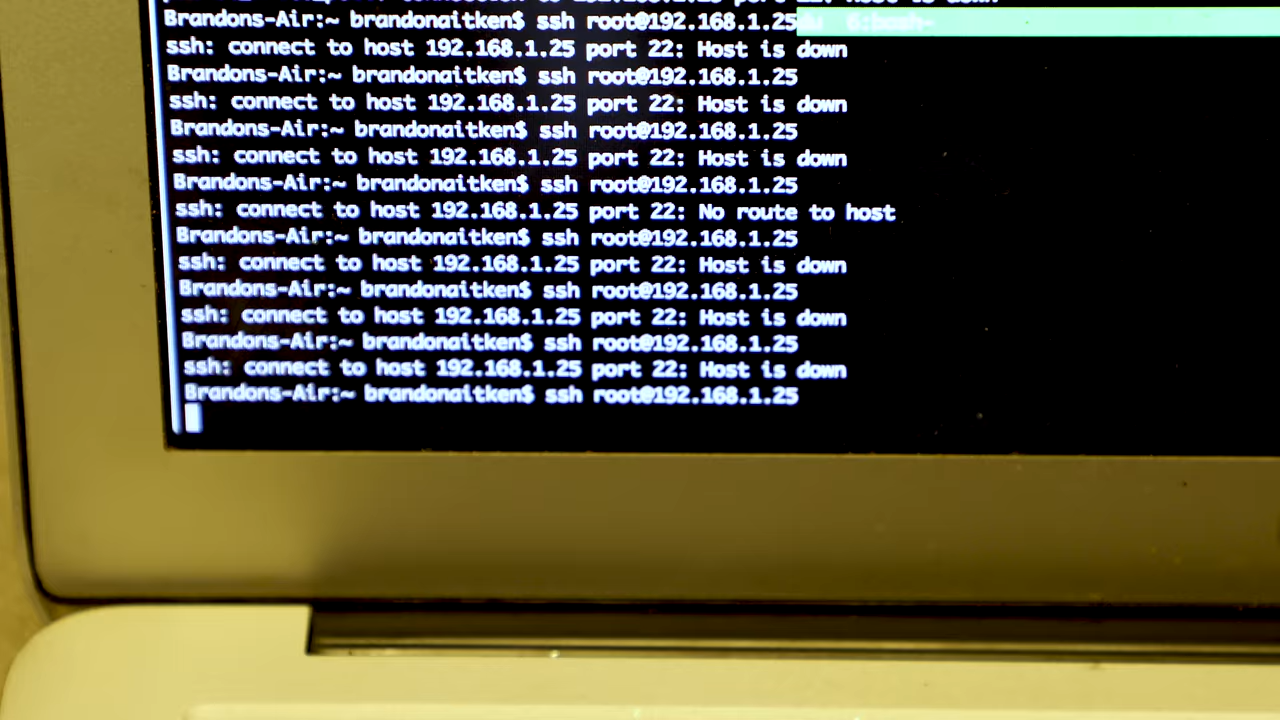 Brandons-Air:~ brandonaitken$ ssh root@192.168.1.25 6:bash-
ssh: connect to host 192.168.1.25 port 22: Host is down
Brandons-Air:~ brandonaitken$ ssh root@192.168.1.25
ssh: connect to host 192.168.1.25 port 22: Host is down
Brandons-Air:~ brandonaitken$ ssh root@192.168.1.25
ssh: connect to host 192.168.1.25 port 22: Host is down
Brandons-Air:~ brandonaitken$ ssh root@192.168.1.25
ssh: connect to host 192.168.1.25 port 22: No route to host
Brandons-Air:~ brandonaitken$ ssh root@192.168.1.25
ssh: connect to host 192.168.1.25 port 22: Host is down
Brandons-Air:~ brandonaitken$ ssh root@192.168.1.25
ssh: connect to host 192.168.1.25 port 22: Host is down
Brandons-Air:~ brandonaitken$ ssh root@192.168.1.25
ssh: connect to host 192.168.1.25 port 22: Host is down
Brandons-Air:~ brandonaitken$ ssh root@192.168.1.25